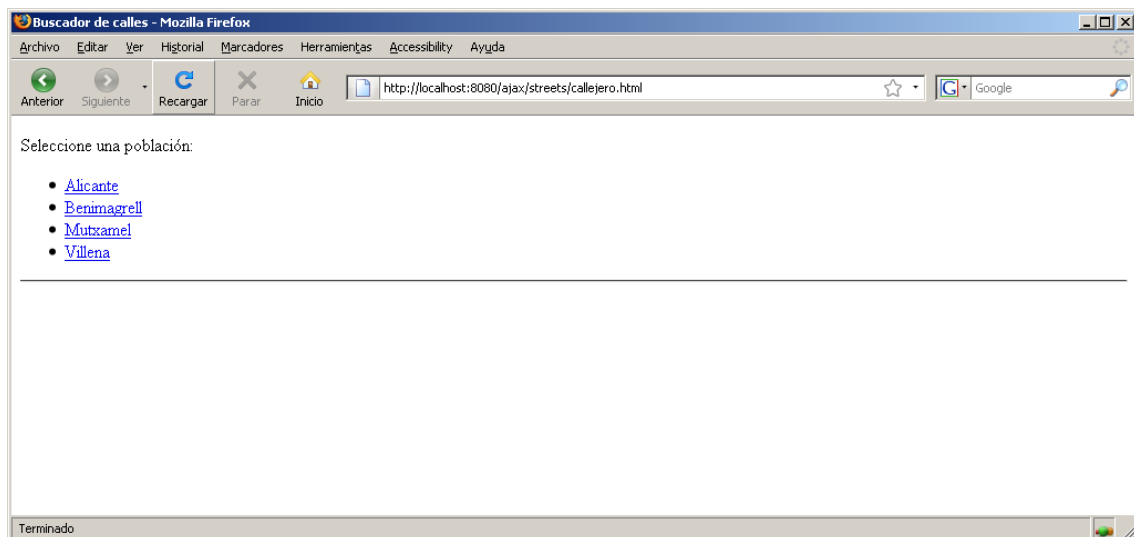 Buscador de calles - Mozilla Firefox
Archivo Editar Ver Historial Marcadores Herramientas Accessibility Ayuda
Anterior Siguiente Recargar Parar Inicio http://localhost:8080/ajax/streets/callejero.html G Google
Seleccione una población:
Alicante
Benimagrell
Mutxamel
Villena
Terminado